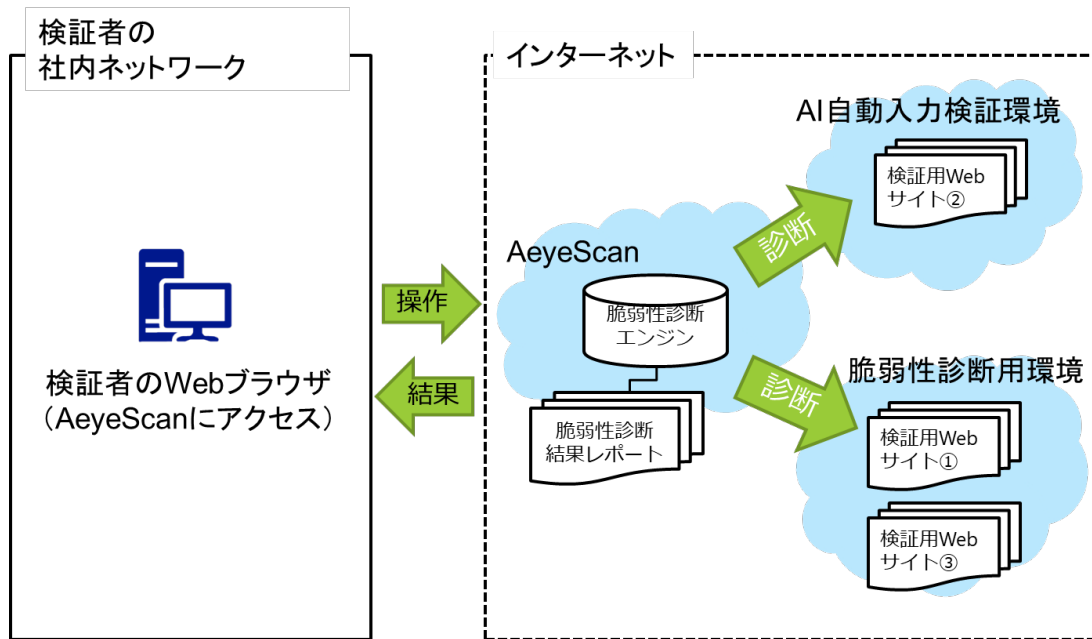 検証者の
社内ネットワーク
検証者のWebブラウザ
（AeyeScanにアクセス）
操作
結果
インターネット
AeyeScan
脆弱性診断
エンジン
脆弱性診断
結果レポート
診断
診断
AI自動入力検証環境
検証用Web
サイト②
脆弱性診断用環境
検証用Web
サイト①
検証用Web
サイト③